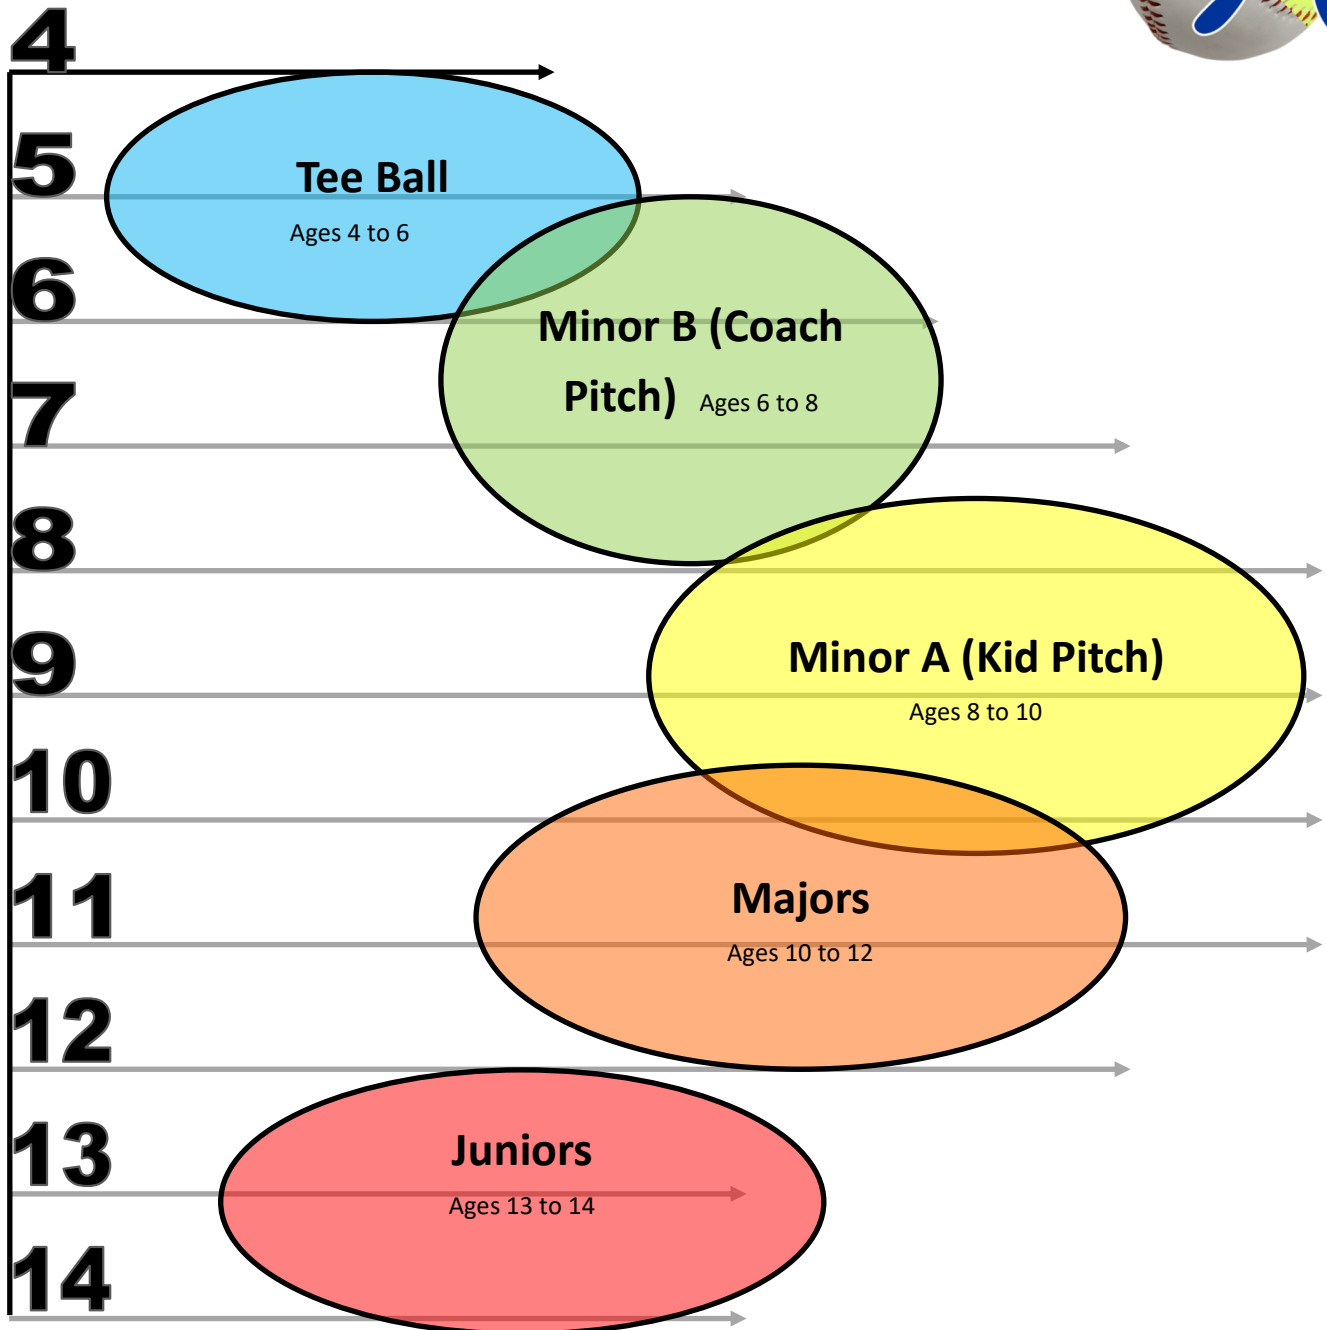 4
5
Tee Ball
Ages 4 to 6
6
Minor B (Coach
Pitch) Ages 6 to 8
7
8
9
Minor A (Kid Pitch)
Ages 8 to 10
10
11
Majors
Ages 10 to 12
12
13
Juniors
Ages 13 to 14
14